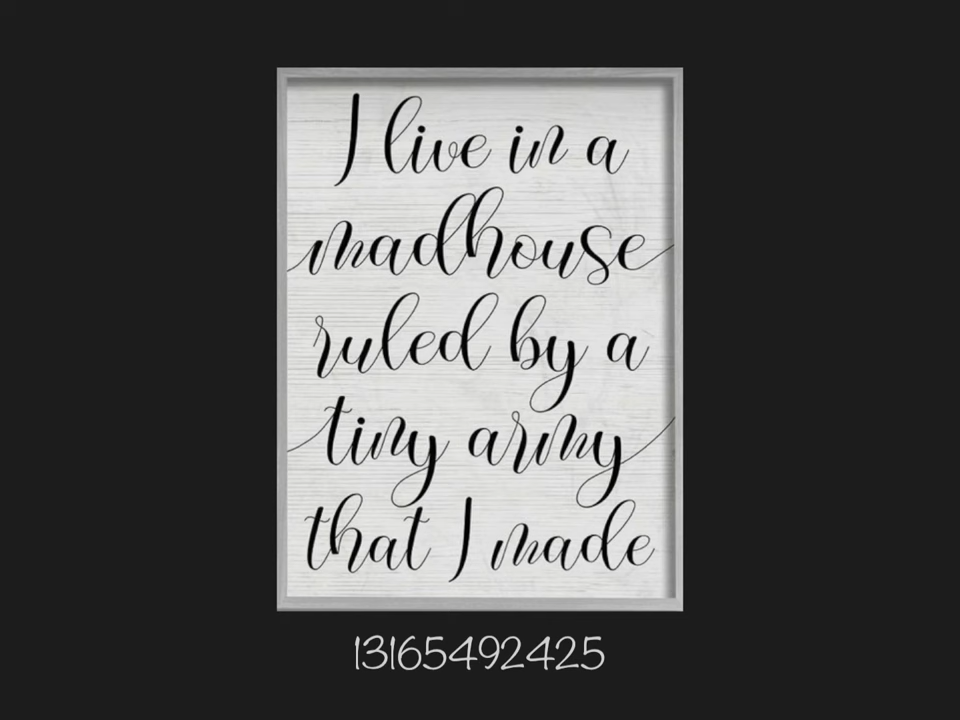 I live in a
madhouse
ruled by a
tiny army
that I made
13165492425